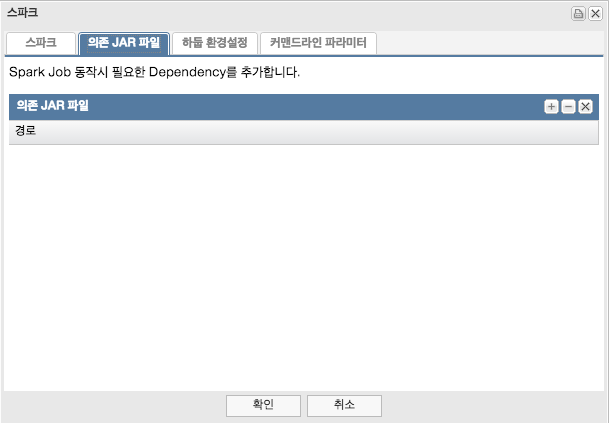 스파크
스파크 의존 JAR 파일 하둡 환경설정 커맨드라인 파라미터
Spark Job 동작시 필요한 Dependency를 추가합니다.
의존 JAR 파일
경로
확인 취소